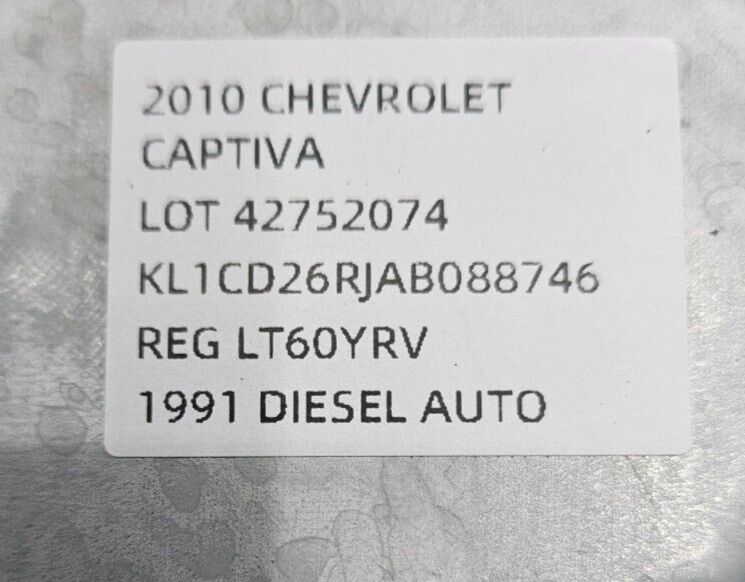 2010 CHEVROLET
CAPTIVA
LOT 42752074
KL1CD26RJAB088746
REG LT60YRV
1991 DIESEL AUTO